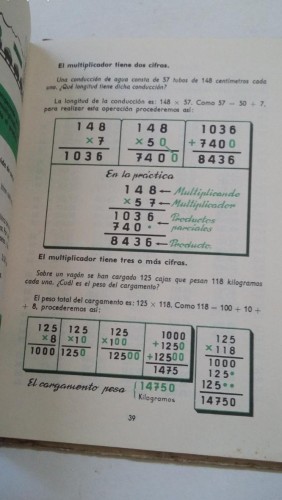 El multiplicador tiene dos cifras.
Una conducción de agua consta de 57 tubos de 148 centímetros cada
uno. ¿Qué longitud tiene dicha conducción?
La longitud de la conducción es: 148 × 57. Como 57 = 50 + 7,
para realizar esta operación procederemos así:
148 148 1036
×7 ×50 +7400
1036 7400 8436
En la práctica
148 ← Multiplicando
×57 ← Multiplicador
1036 ← Productos
740• parciales
8436 ← Producto
El multiplicador tiene tres o más cifras.
Sobre un vagón se han cargado 125 cajas que pesan 118 kilogramos
cada una. ¿Cuál es el peso del cargamento?
El peso total del cargamento es: 125 × 118. Como 118 = 100 + 10 +
+ 8, procederemos así:
125 125 125 1000 125
×8 ×10 ×100 +1250 ×118
1000 1250 12500 +12500 1000
1475 125•
125••
14750
El cargamento pesa 14750
Kilogramos
39